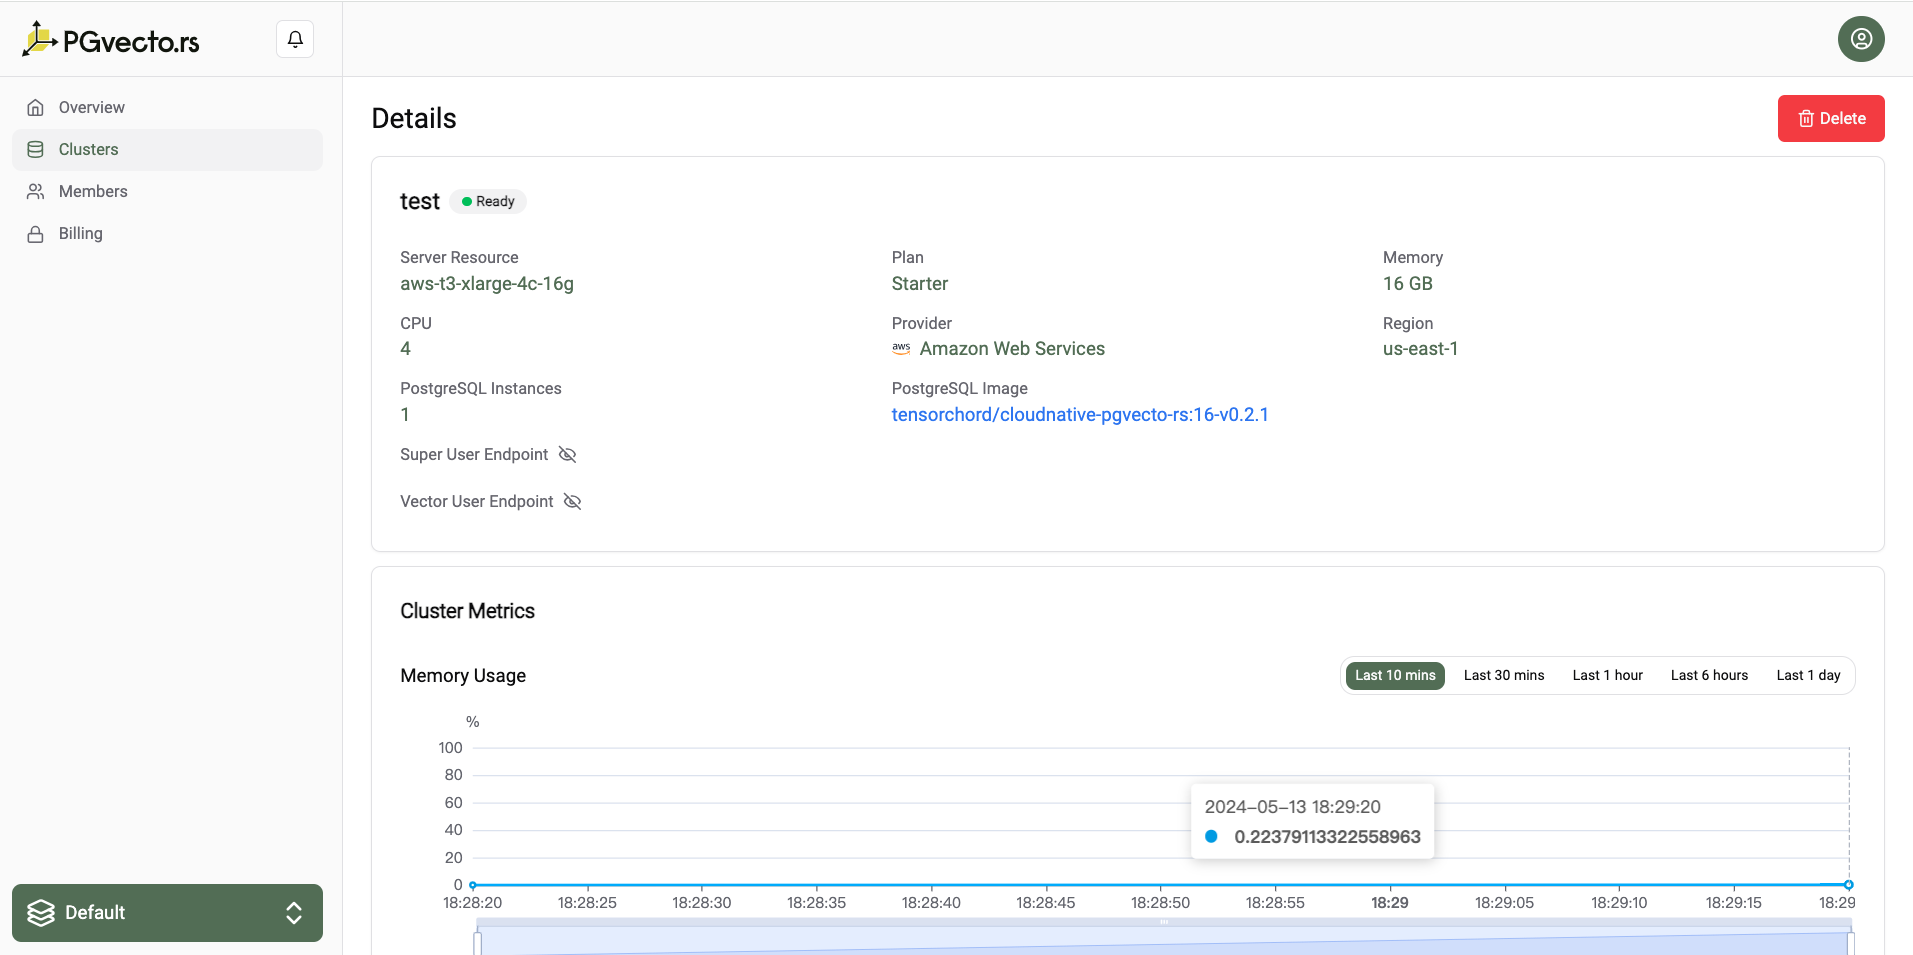 PGvecto.rs
Overview
Clusters
Members
Billing
Default
Details
Delete
test Ready
Server Resource Plan Memory
aws-t3-xlarge-4c-16g Starter 16 GB
CPU Provider Region
4 aws Amazon Web Services us-east-1
PostgreSQL Instances PostgreSQL Image
1 tensorchord/cloudnative-pgvecto-rs:16-v0.2.1
Super User Endpoint
Vector User Endpoint
Cluster Metrics
Memory Usage Last 10 mins Last 30 mins Last 1 hour Last 6 hours Last 1 day
%
100
80
60
40
20
0
2024–05–13 18:29:20
0.22379113322558963
18:28:20 18:28:25 18:28:30 18:28:35 18:28:40 18:28:45 18:28:50 18:28:55 18:29 18:29:05 18:29:10 18:29:15 18:29